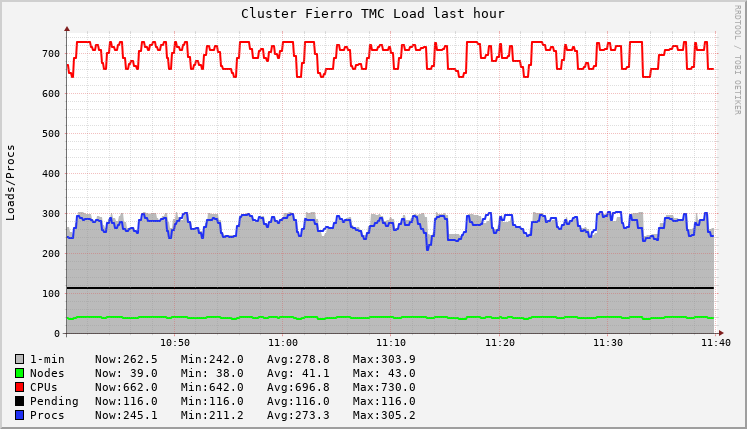 Cluster Fierro TMC Load last hour
RRDTOOL / TOBI OETIKER
Loads/Procs
700
600
500
400
300
200
100
0
10:50 11:00 11:10 11:20 11:30 11:40
1-min Now:262.5 Min:242.0 Avg:278.8 Max:303.9
Nodes Now: 39.0 Min: 38.0 Avg: 41.1 Max: 43.0
CPUs Now:662.0 Min:642.0 Avg:696.8 Max:730.0
Pending Now:116.0 Min:116.0 Avg:116.0 Max:116.0
Procs Now:245.1 Min:211.2 Avg:273.3 Max:305.2